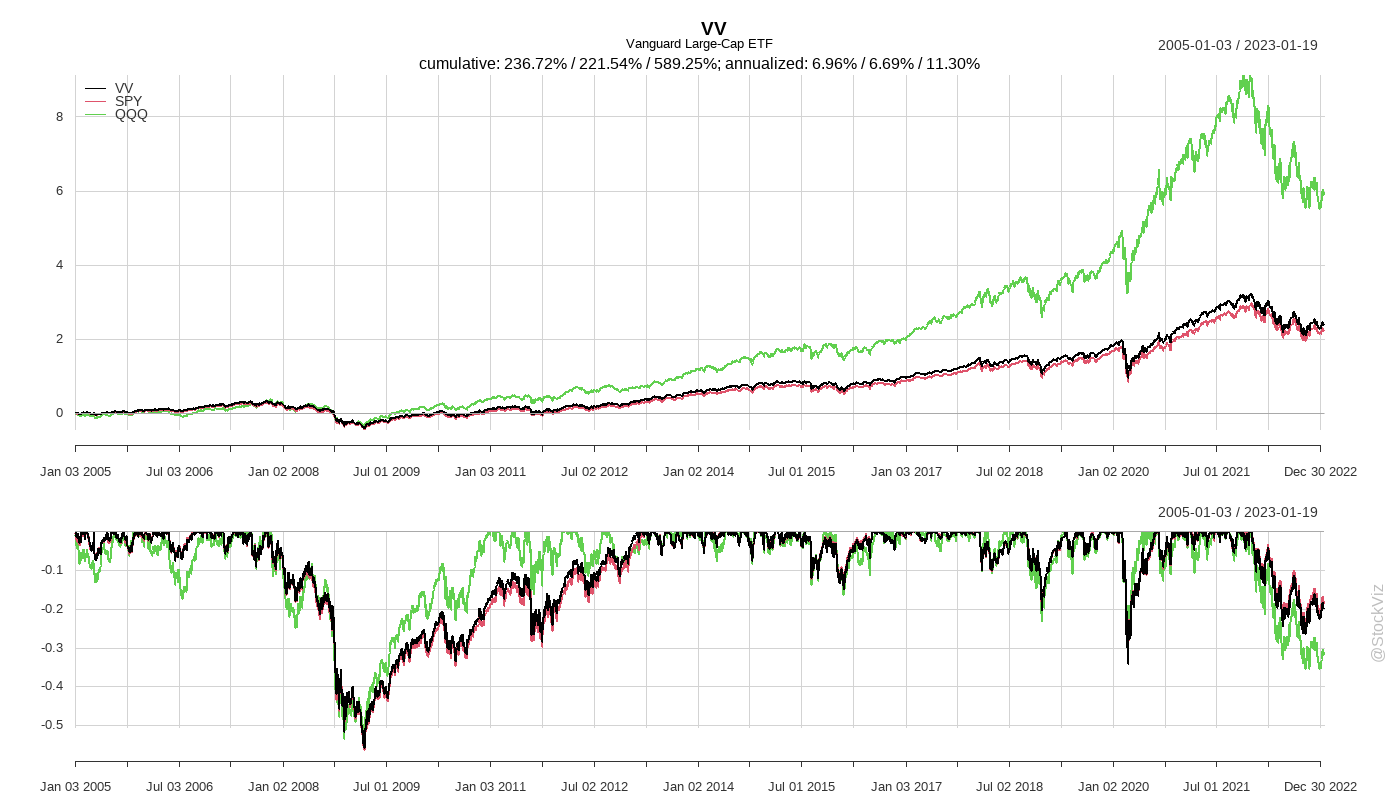 VV
Vanguard Large-Cap ETF
2005-01-03 / 2023-01-19
cumulative: 236.72% / 221.54% / 589.25%; annualized: 6.96% / 6.69% / 11.30%
VV
SPY
QQQ
8
6
4
2
0
Jan 03 2005 Jul 03 2006 Jan 02 2008 Jul 01 2009 Jan 03 2011 Jul 02 2012 Jan 02 2014 Jul 01 2015 Jan 03 2017 Jul 02 2018 Jan 02 2020 Jul 01 2021 Dec 30 2022
2005-01-03 / 2023-01-19
-0.1
-0.2
-0.3
-0.4
-0.5
Jan 03 2005 Jul 03 2006 Jan 02 2008 Jul 01 2009 Jan 03 2011 Jul 02 2012 Jan 02 2014 Jul 01 2015 Jan 03 2017 Jul 02 2018 Jan 02 2020 Jul 01 2021 Dec 30 2022
@StockViz